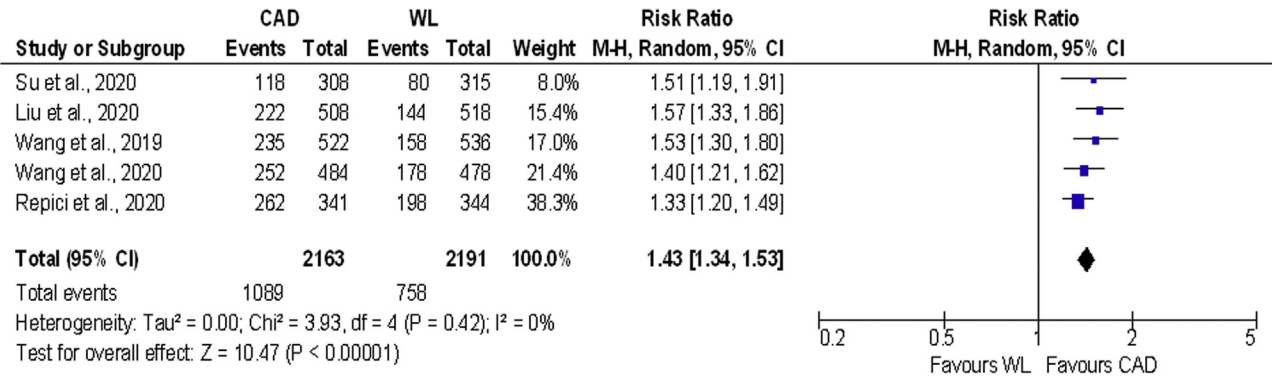 CAD WL Risk Ratio Risk Ratio
Study or Subgroup Events Total Events Total Weight M-H, Random, 95% CI M-H, Random, 95% CI
Su et al., 2020 118 308 80 315 8.0% 1.51 [1.19, 1.91]
Liu et al., 2020 222 508 144 518 15.4% 1.57 [1.33, 1.86]
Wang et al., 2019 235 522 158 536 17.0% 1.53 [1.30, 1.80]
Wang et al., 2020 252 484 178 478 21.4% 1.40 [1.21, 1.62]
Repici et al., 2020 262 341 198 344 38.3% 1.33 [1.20, 1.49]
Total (95% CI) 2163 2191 100.0% 1.43 [1.34, 1.53]
Total events 1089 758
Heterogeneity: Tau² = 0.00; Chi² = 3.93, df = 4 (P = 0.42); I² = 0%
Test for overall effect: Z = 10.47 (P < 0.00001)
0.2 0.5 1 2 5
Favours WL Favours CAD